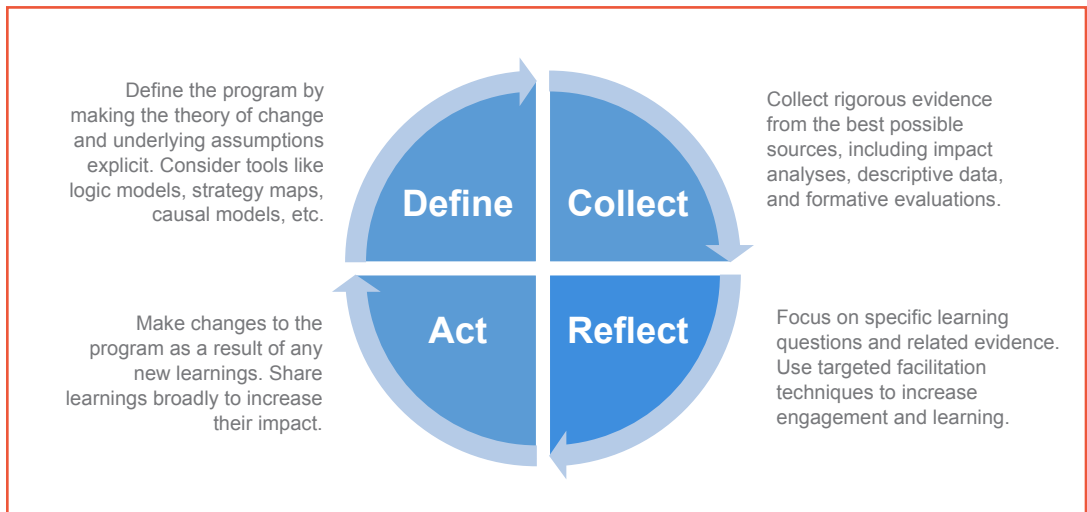 Define the program by
making the theory of change
and underlying assumptions
explicit. Consider tools like
logic models, strategy maps,
causal models, etc.
Define
Collect
Collect rigorous evidence
from the best possible
sources, including impact
analyses, descriptive data,
and formative evaluations.
Make changes to the
program as a result of any
new learnings. Share
learnings broadly to increase
their impact.
Act
Reflect
Focus on specific learning
questions and related evidence.
Use targeted facilitation
techniques to increase
engagement and learning.